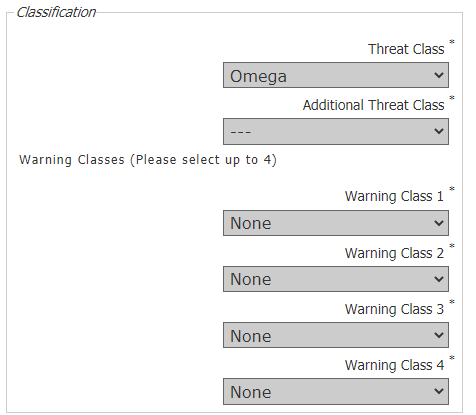 Classification
Threat Class *
Omega
Additional Threat Class *
---
Warning Classes (Please select up to 4)
Warning Class 1 *
None
Warning Class 2 *
None
Warning Class 3 *
None
Warning Class 4 *
None